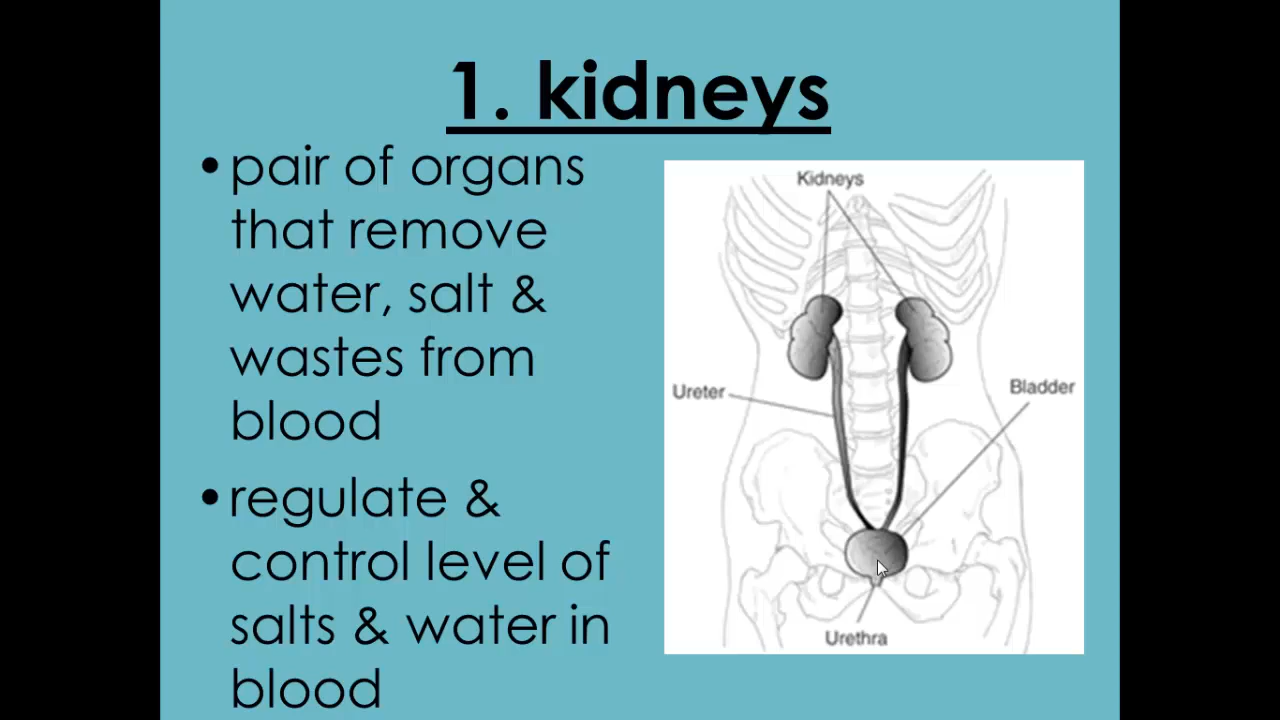 1. kidneys
•pair of organs
that remove
water, salt &
wastes from
blood
•regulate &
control level of
salts & water in
blood
Kidneys
Ureter
Bladder
Urethra